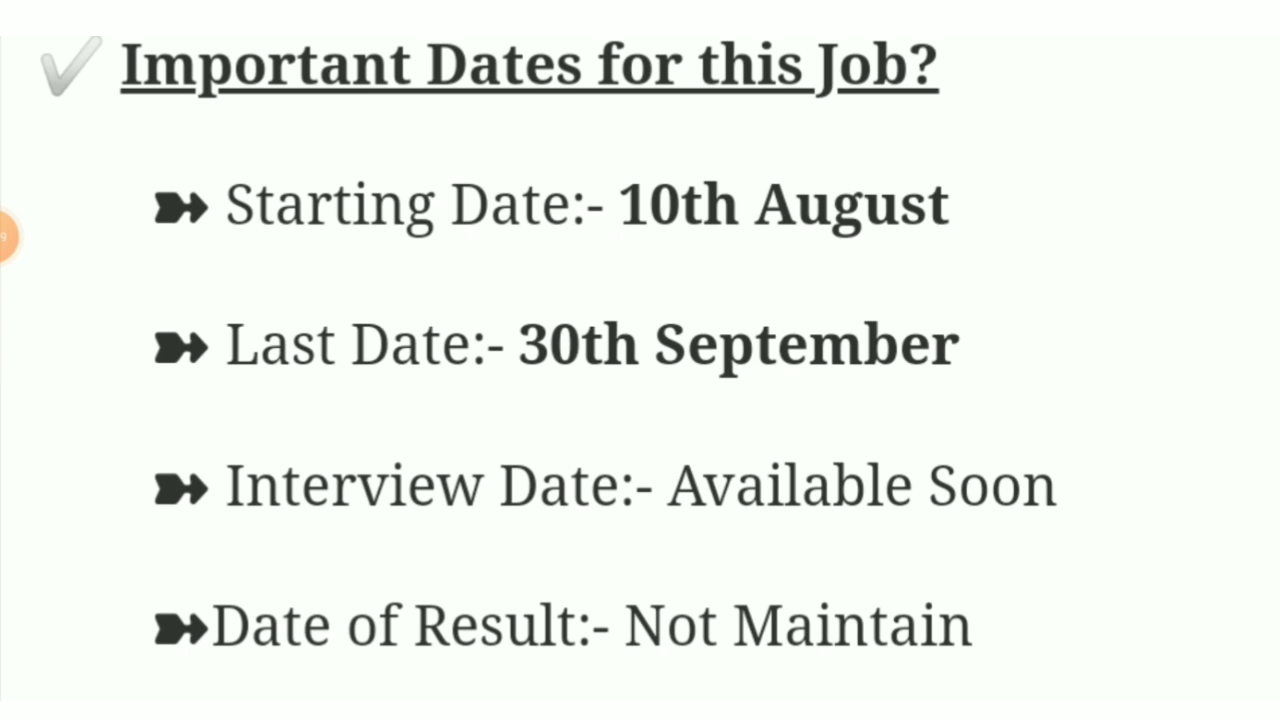 ✔ Important Dates for this Job?
➽ Starting Date:- 10th August
➽ Last Date:- 30th September
➽ Interview Date:- Available Soon
➽Date of Result:- Not Maintain
9